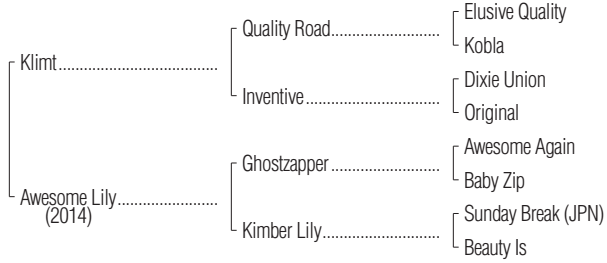 Elusive Quality
Quality Road
Kobla
Klimt
Dixie Union
Inventive
Original
Awesome Again
Ghostzapper
Baby Zip
Awesome Lily
(2014)
Sunday Break (JPN)
Kimber Lily
Beauty Is